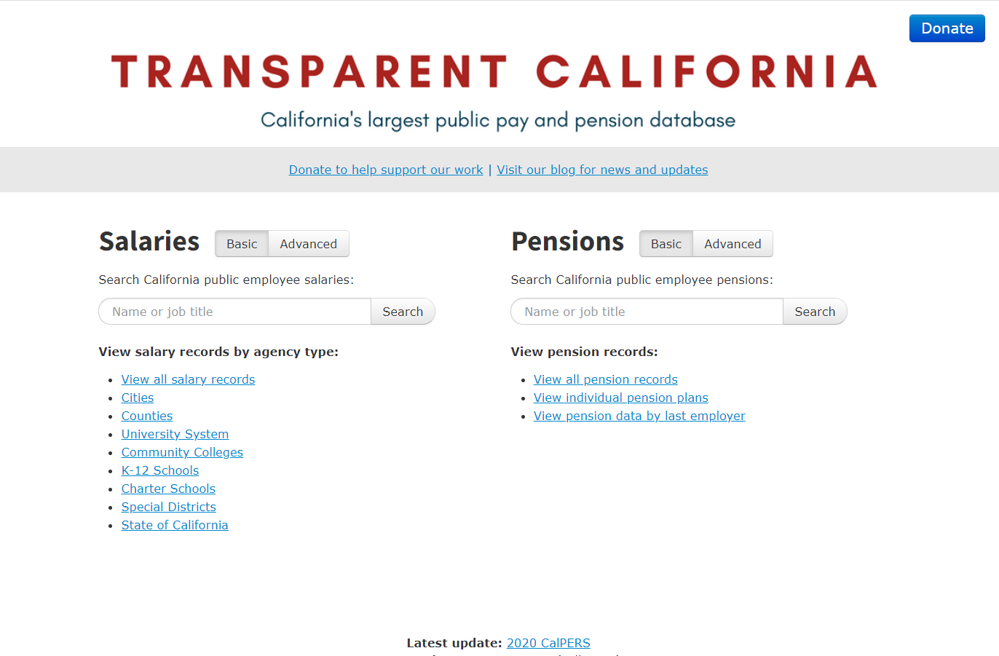 Donate
TRANSPARENT CALIFORNIA
California's largest public pay and pension database
Donate to help support our work | Visit our blog for news and updates
Salaries Basic Advanced
Search California public employee salaries:
Name or job title Search
View salary records by agency type:
View all salary records
Cities
Counties
University System
Community Colleges
K-12 Schools
Charter Schools
Special Districts
State of California
Pensions Basic Advanced
Search California public employee pensions:
Name or job title Search
View pension records:
View all pension records
View individual pension plans
View pension data by last employer
Latest update: 2020 CalPERS